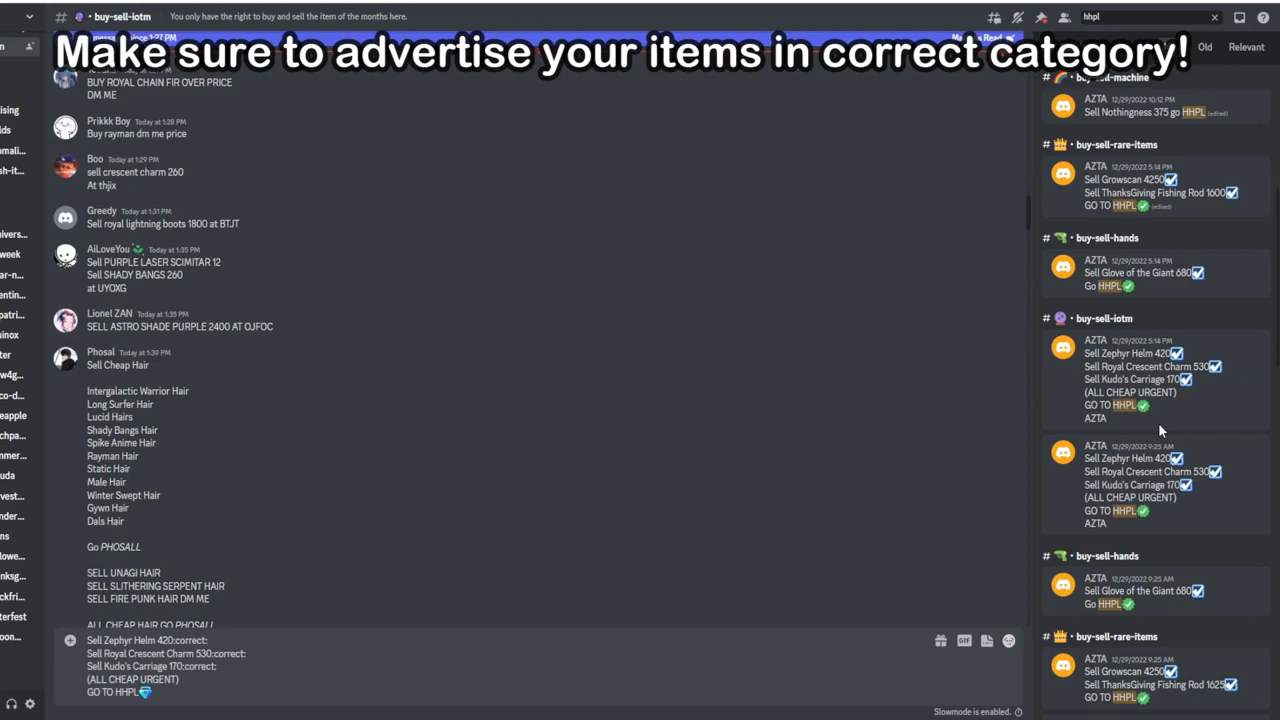 # • buy-sell-iotm
You only have the right to buy and sell the item of the months here.
hhpl
Make sure to advertise your items in correct category!
Old
Relevant
BUY ROYAL CHAIN FIR OVER PRICE
DM ME
Prikkk Boy Today at 1:28 PM
Buy rayman dm me price
Boo Today at 1:29 PM
sell crescent charm 260
At thjix
Greedy Today at 1:31 PM
Sell royal lightning boots 1800 at BTJT
AiLoveYou Today at 1:35 PM
Sell PURPLE LASER SCIMITAR 12
Sell SHADY BANGS 260
at UYOXG
Lionel ZAN Today at 1:35 PM
SELL ASTRO SHADE PURPLE 2400 AT OJFOC
Phosal Today at 1:39 PM
Sell Cheap Hair
Intergalactic Warrior Hair
Long Surfer Hair
Lucid Hairs
Shady Bangs Hair
Spike Anime Hair
Rayman Hair
Static Hair
Male Hair
Winter Swept Hair
Gywn Hair
Dals Hair
Go PHOSALL
SELL UNAGI HAIR
SELL SLITHERING SERPENT HAIR
SELL FIRE PUNK HAIR DM ME
ALL CHEAP HAIR GO PHOSALL
Sell Zephyr Helm 420:correct:
Sell Royal Crescent Charm 530:correct:
Sell Kudo's Carriage 170:correct:
(ALL CHEAP URGENT)
GO TO HHPL💎
GIF
Slowmode is enabled.
# • buy-sell-machine
AZTA 12/29/2022 10:12 PM
Sell Nothingness 375 go HHPL (edited)
# • buy-sell-rare-items
AZTA 12/29/2022 5:14 PM
Sell Growscan 4250☑
Sell ThanksGiving Fishing Rod 1600☑
GO TO HHPL (edited)
# • buy-sell-hands
AZTA 12/29/2022 5:14 PM
Sell Glove of the Giant 680☑
Go HHPL
# • buy-sell-iotm
AZTA 12/29/2022 5:14 PM
Sell Zephyr Helm 420☑
Sell Royal Crescent Charm 530☑
Sell Kudo's Carriage 170☑
(ALL CHEAP URGENT)
GO TO HHPL
AZTA
AZTA 12/29/2022 9:25 AM
Sell Zephyr Helm 420☑
Sell Royal Crescent Charm 530☑
Sell Kudo's Carriage 170☑
(ALL CHEAP URGENT)
GO TO HHPL
AZTA
# • buy-sell-hands
AZTA 12/29/2022 9:25 AM
Sell Glove of the Giant 680☑
Go HHPL
# • buy-sell-rare-items
AZTA 12/29/2022 9:25 AM
Sell Growscan 4250☑
Sell ThanksGiving Fishing Rod 1625☑
GO TO HHPL